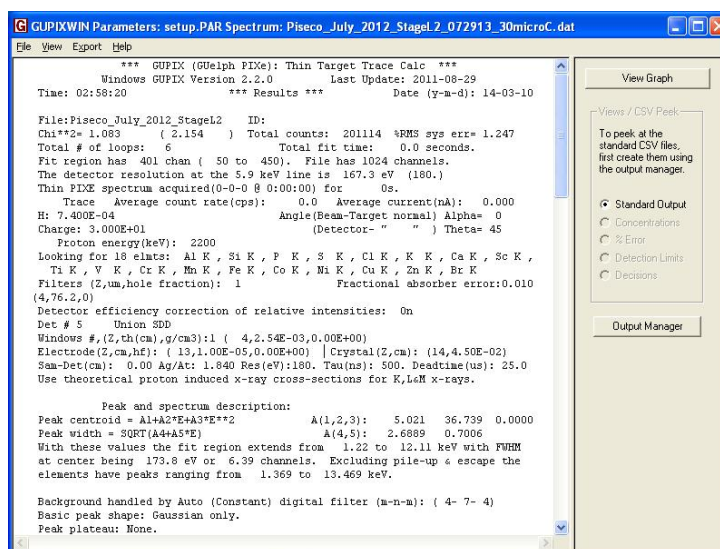 GUPIXWIN Parameters: setup.PAR Spectrum: Piseco_July_2012_StageL2_072913_30microC.dat
File View Export Help
*** GUPIX (GUelph PIXe): Thin Target Trace Calc ***
Windows GUPIX Version 2.2.0 Last Update: 2011-08-29
Time: 02:58:20 *** Results *** Date (y-m-d): 14-03-10
File:Piseco_July_2012_StageL2 ID:
Chi**2= 1.083 ( 2.154 ) Total counts: 201114 %RMS sys err= 1.247
Total # of loops: 6 Total fit time: 0.0 seconds.
Fit region has 401 chan ( 50 to 450). File has 1024 channels.
The detector resolution at the 5.9 keV line is 167.3 eV (180.)
Thin PIXE spectrum acquired(0-0-0 @ 0:00:00) for 0s.
Trace Average count rate(cps): 0.0 Average current(nA): 0.000
H: 7.400E-04 Angle(Beam-Target normal) Alpha= 0
Charge: 3.000E+01 (Detector- " " ) Theta= 45
Proton energy(keV): 2200
Looking for 18 elmts: Al K , Si K , P K , S K , Cl K , K K , Ca K , Sc K ,
Ti K , V K , Cr K , Mn K , Fe K , Co K , Ni K , Cu K , Zn K , Br K
Filters (Z,um,hole fraction): 1 Fractional absorber error:0.010
(4,76.2,0)
Detector efficiency correction of relative intensities: On
Det # 5 Union SDD
Windows #,(Z,th(cm),g/cm3):1 ( 4,2.54E-03,0.00E+00)
Electrode(Z,cm,hf): ( 13,1.00E-05,0.00E+00) | Crystal(Z,cm): (14,4.50E-02)
Sam-Det(cm): 0.00 Ag/At: 1.840 Res(eV):180. Tau(ns): 500. Deadtime(us): 25.0
Use theoretical proton induced x-ray cross-sections for K,L&M x-rays.
Peak and spectrum description:
Peak centroid = A1+A2*E+A3*E**2 A(1,2,3): 5.021 36.739 0.0000
Peak width = SQRT(A4+A5*E) A(4,5): 2.6889 0.7006
With these values the fit region extends from 1.22 to 12.11 keV with FWHM
at center being 173.8 eV or 6.39 channels. Excluding pile-up & escape the
elements have peaks ranging from 1.369 to 13.469 keV.
Background handled by Auto (Constant) digital filter (m-n-m): ( 4- 7- 4)
Basic peak shape: Gaussian only.
Peak plateau: None.
View Graph
Views / CSV Peek
To peek at the
standard CSV files,
first create them using
the output manager.
Standard Output
Concentrations
% Error
Detection Limits
Decisions
Output Manager